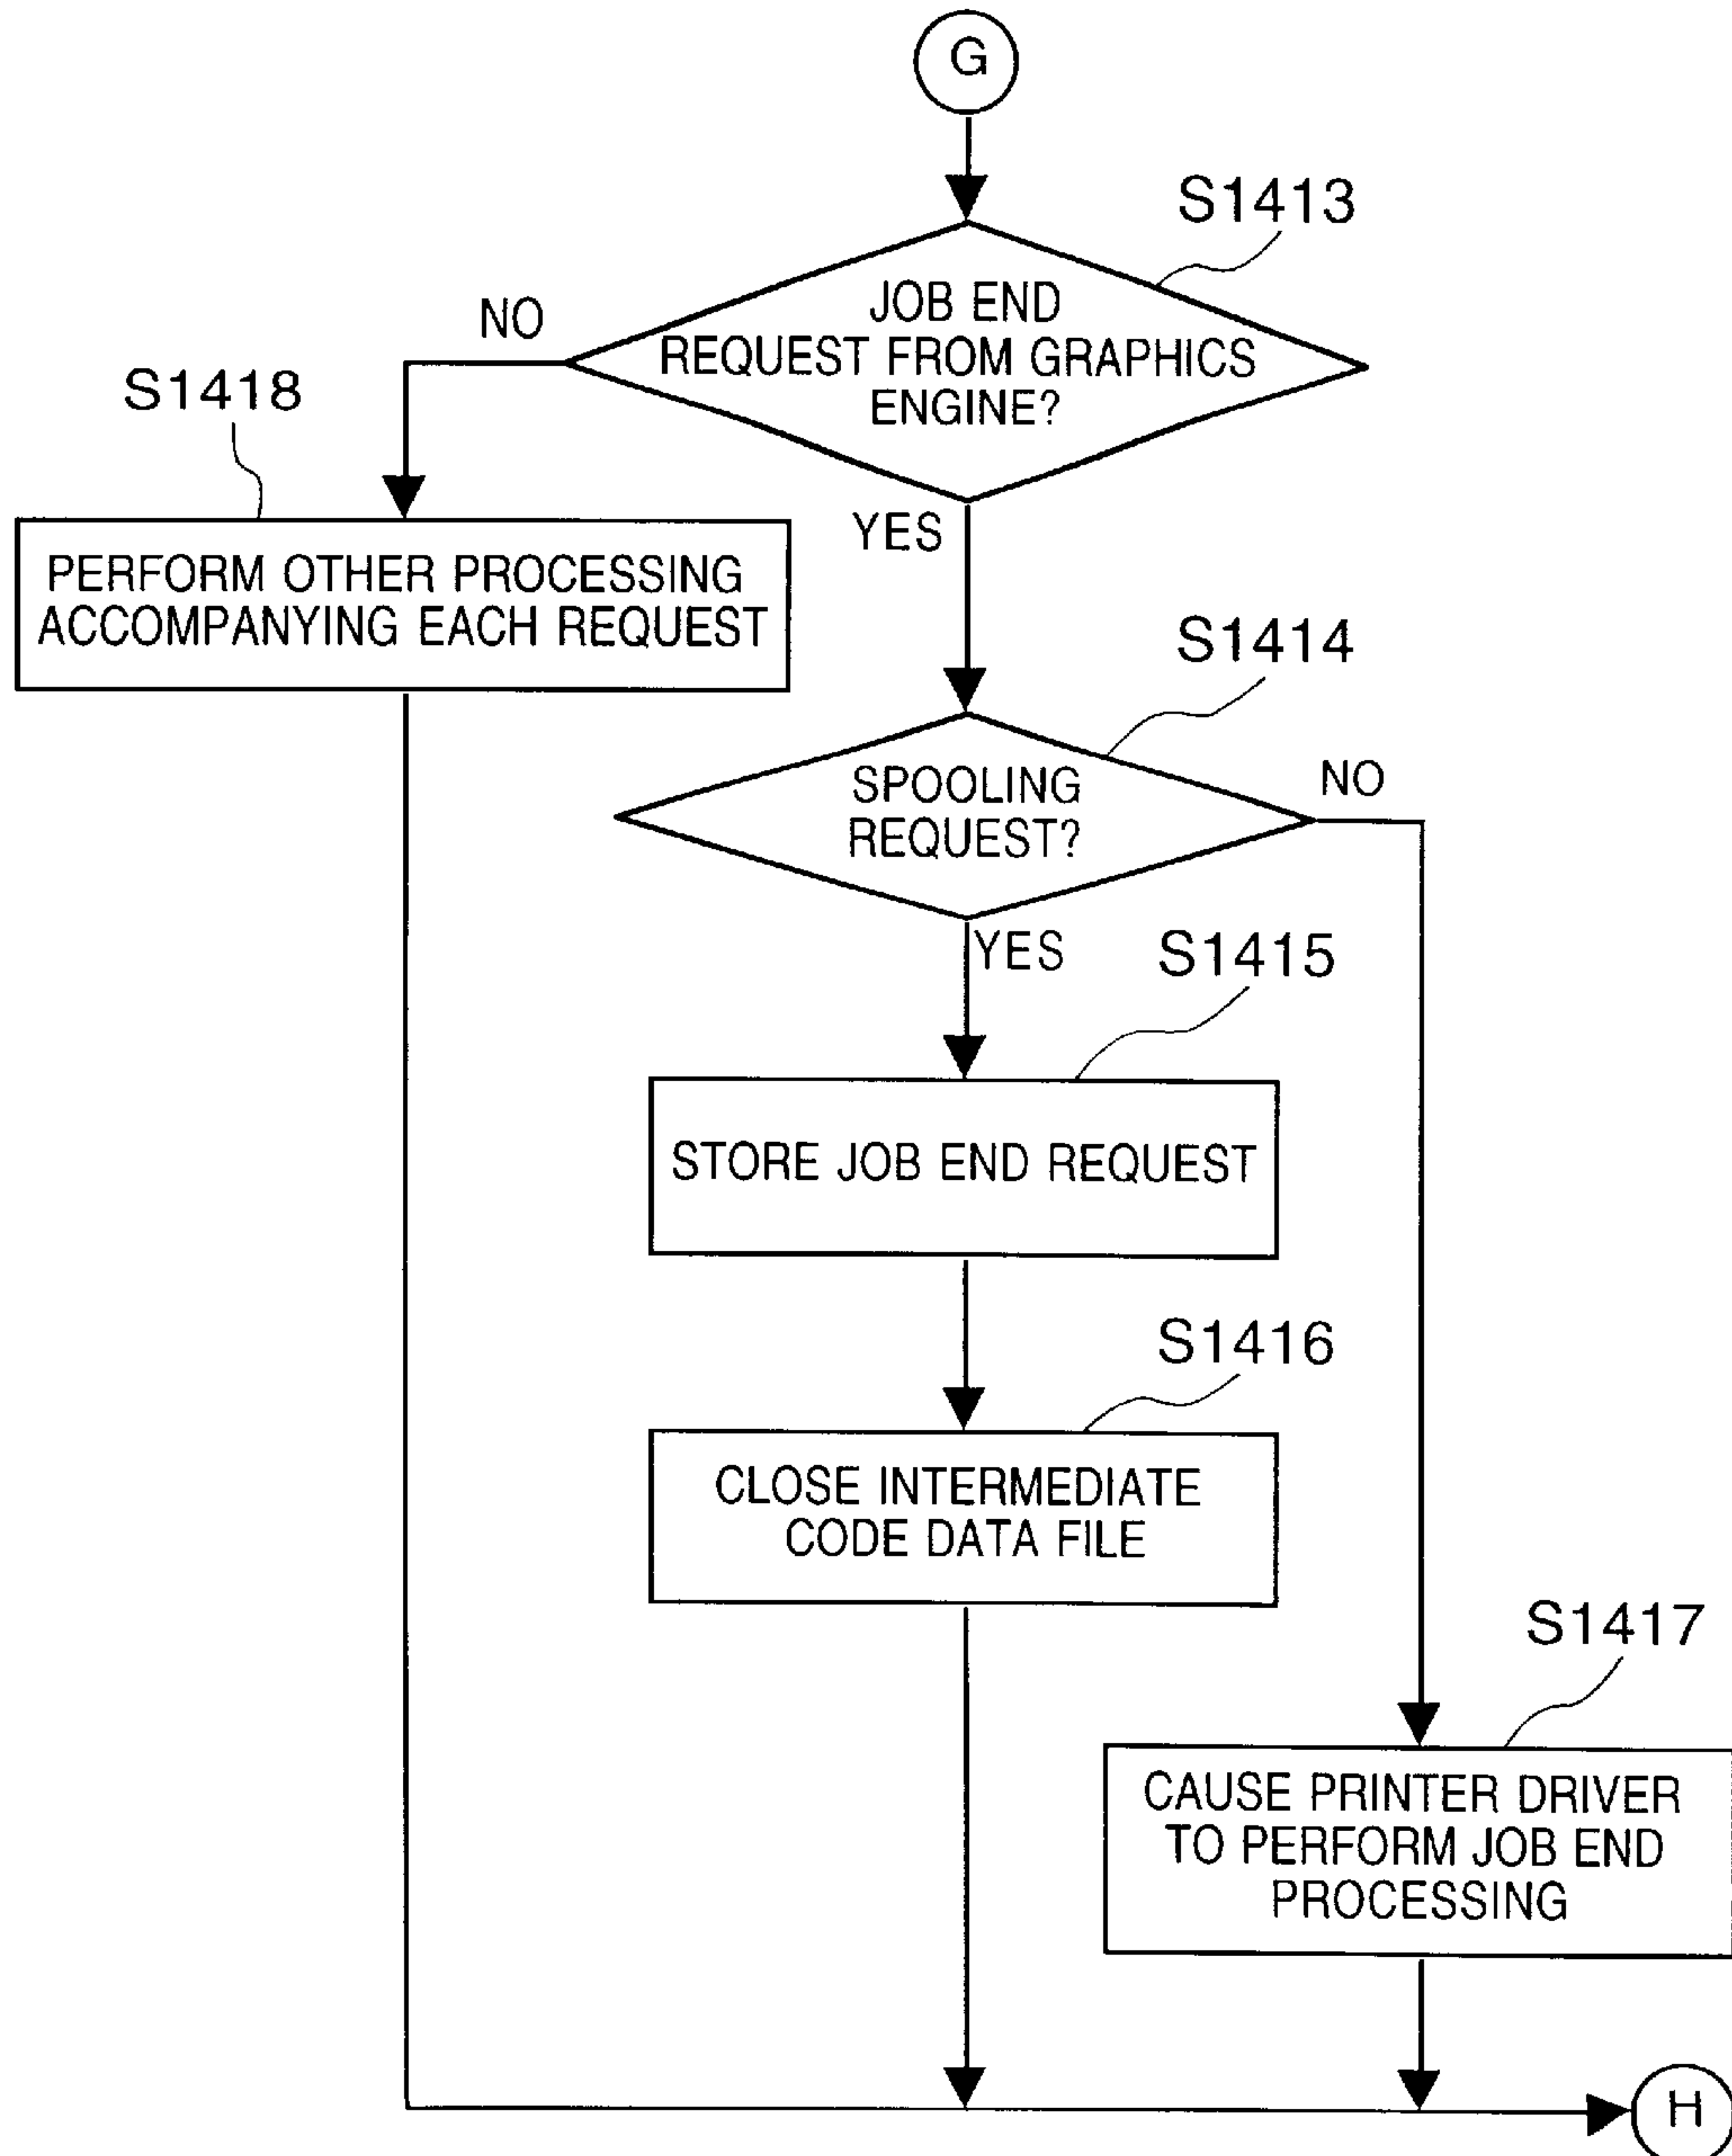 G
S1413
JOB END
REQUEST FROM GRAPHICS
ENGINE?
NO
S1418
YES
PERFORM OTHER PROCESSING
ACCOMPANYING EACH REQUEST
S1414
SPOOLING
REQUEST?
NO
YES
S1415
STORE JOB END REQUEST
S1416
CLOSE INTERMEDIATE
CODE DATA FILE
S1417
CAUSE PRINTER DRIVER
TO PERFORM JOB END
PROCESSING
H